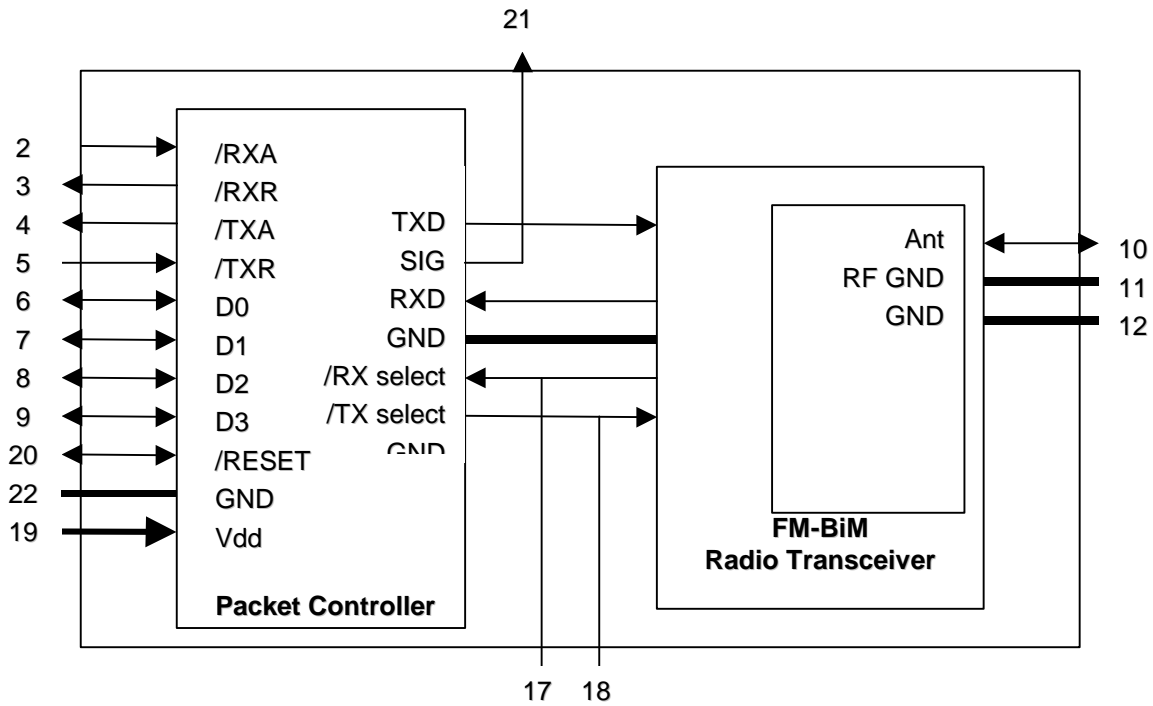 21
2
3
4
5
6
7
8
9
20
22
19
/RXA
/RXR
/TXA
/TXR
D0
D1
D2
D3
/RESET
GND
Vdd
TXD
SIG
RXD
GND
/RX select
/TX select
GND
Packet Controller
Ant
RF GND
GND
FM-BiM
Radio Transceiver
10
11
12
17
18